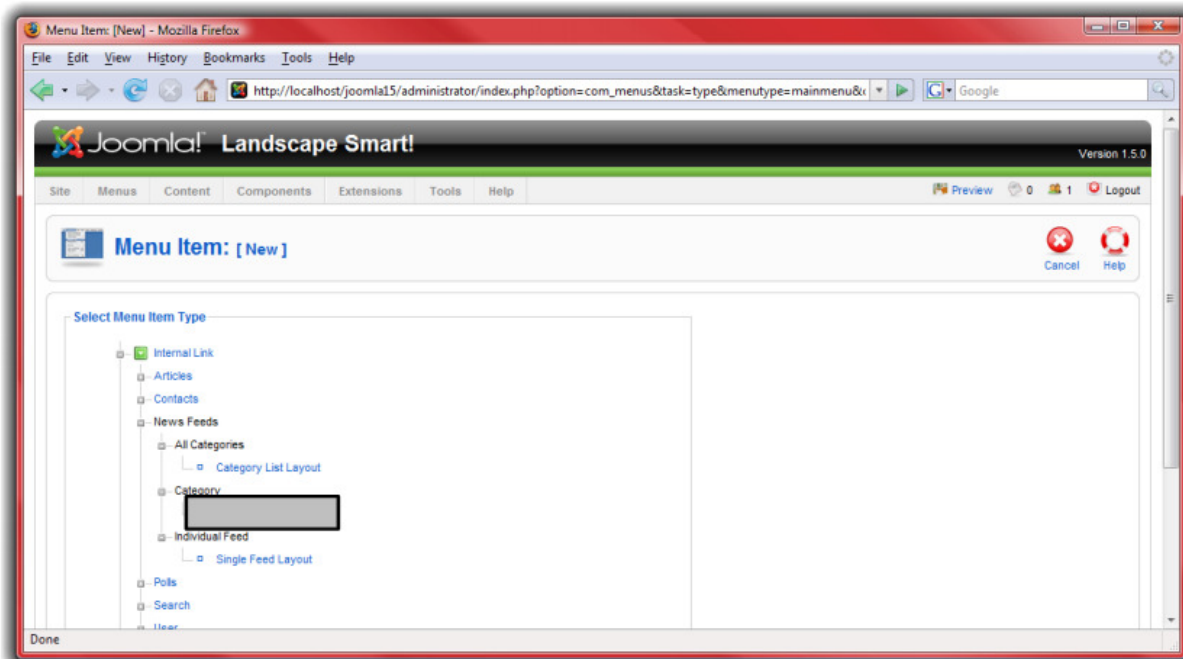 Menu Item: [New] - Mozilla Firefox
File Edit View History Bookmarks Tools Help
http://localhost/joomla15/administrator/index.php?option=com_menus&task=type&menutype=mainmenu& Google
Joomla! Landscape Smart!
Version 1.5.0
Site Menus Content Components Extensions Tools Help Preview 0 1 Logout
Menu Item: [ New ]
Cancel Help
Select Menu Item Type
Internal Link
Articles
Contacts
News Feeds
All Categories
Category List Layout
Category
Individual Feed
Single Feed Layout
Polls
Search
User
Done